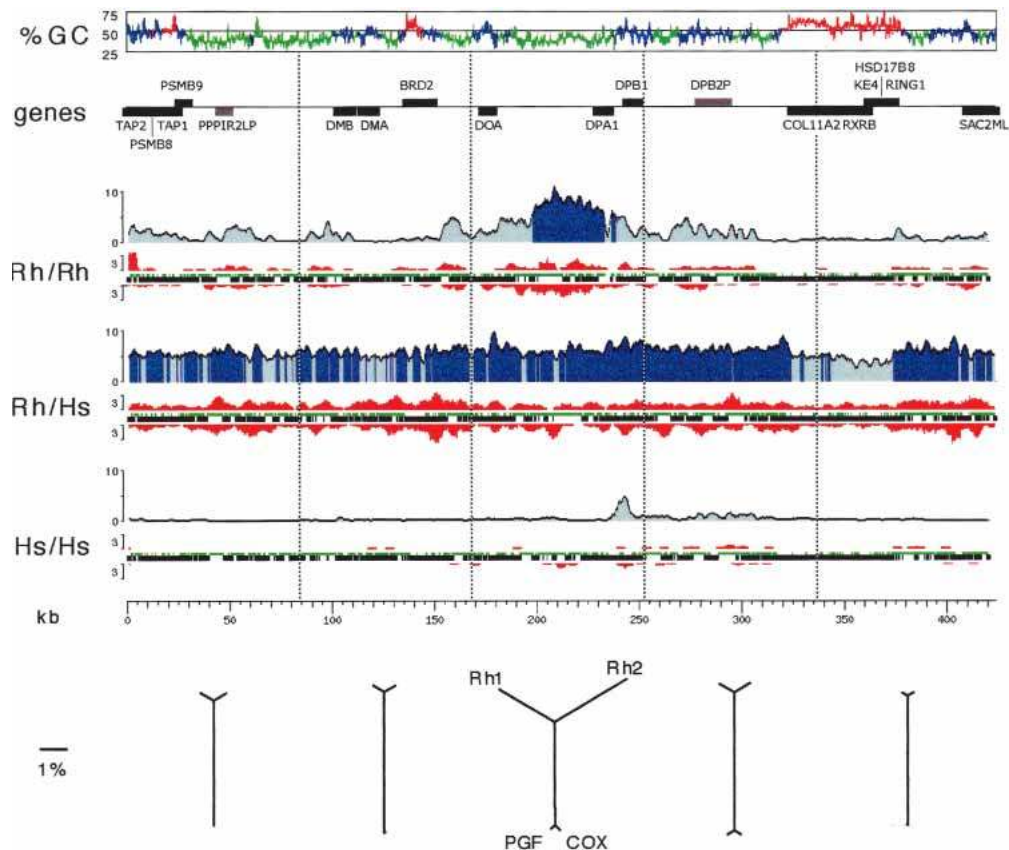 75
% GC 50
25
HSD17B8
PSMB9 BRD2 DPB1 DPB2P KE4 RING1
genes
TAP2 TAP1 PPPIR2LP DMB DMA DOA DPA1 COL11A2 RXRB SAC2ML
PSMB8
10
0
Rh/Rh 3
3
10
0
Rh/Hs 3
3
10
0
Hs/Hs 3
3
kb 0 50 100 150 200 250 300 350 400
Rh1 Rh2
1%
PGF COX